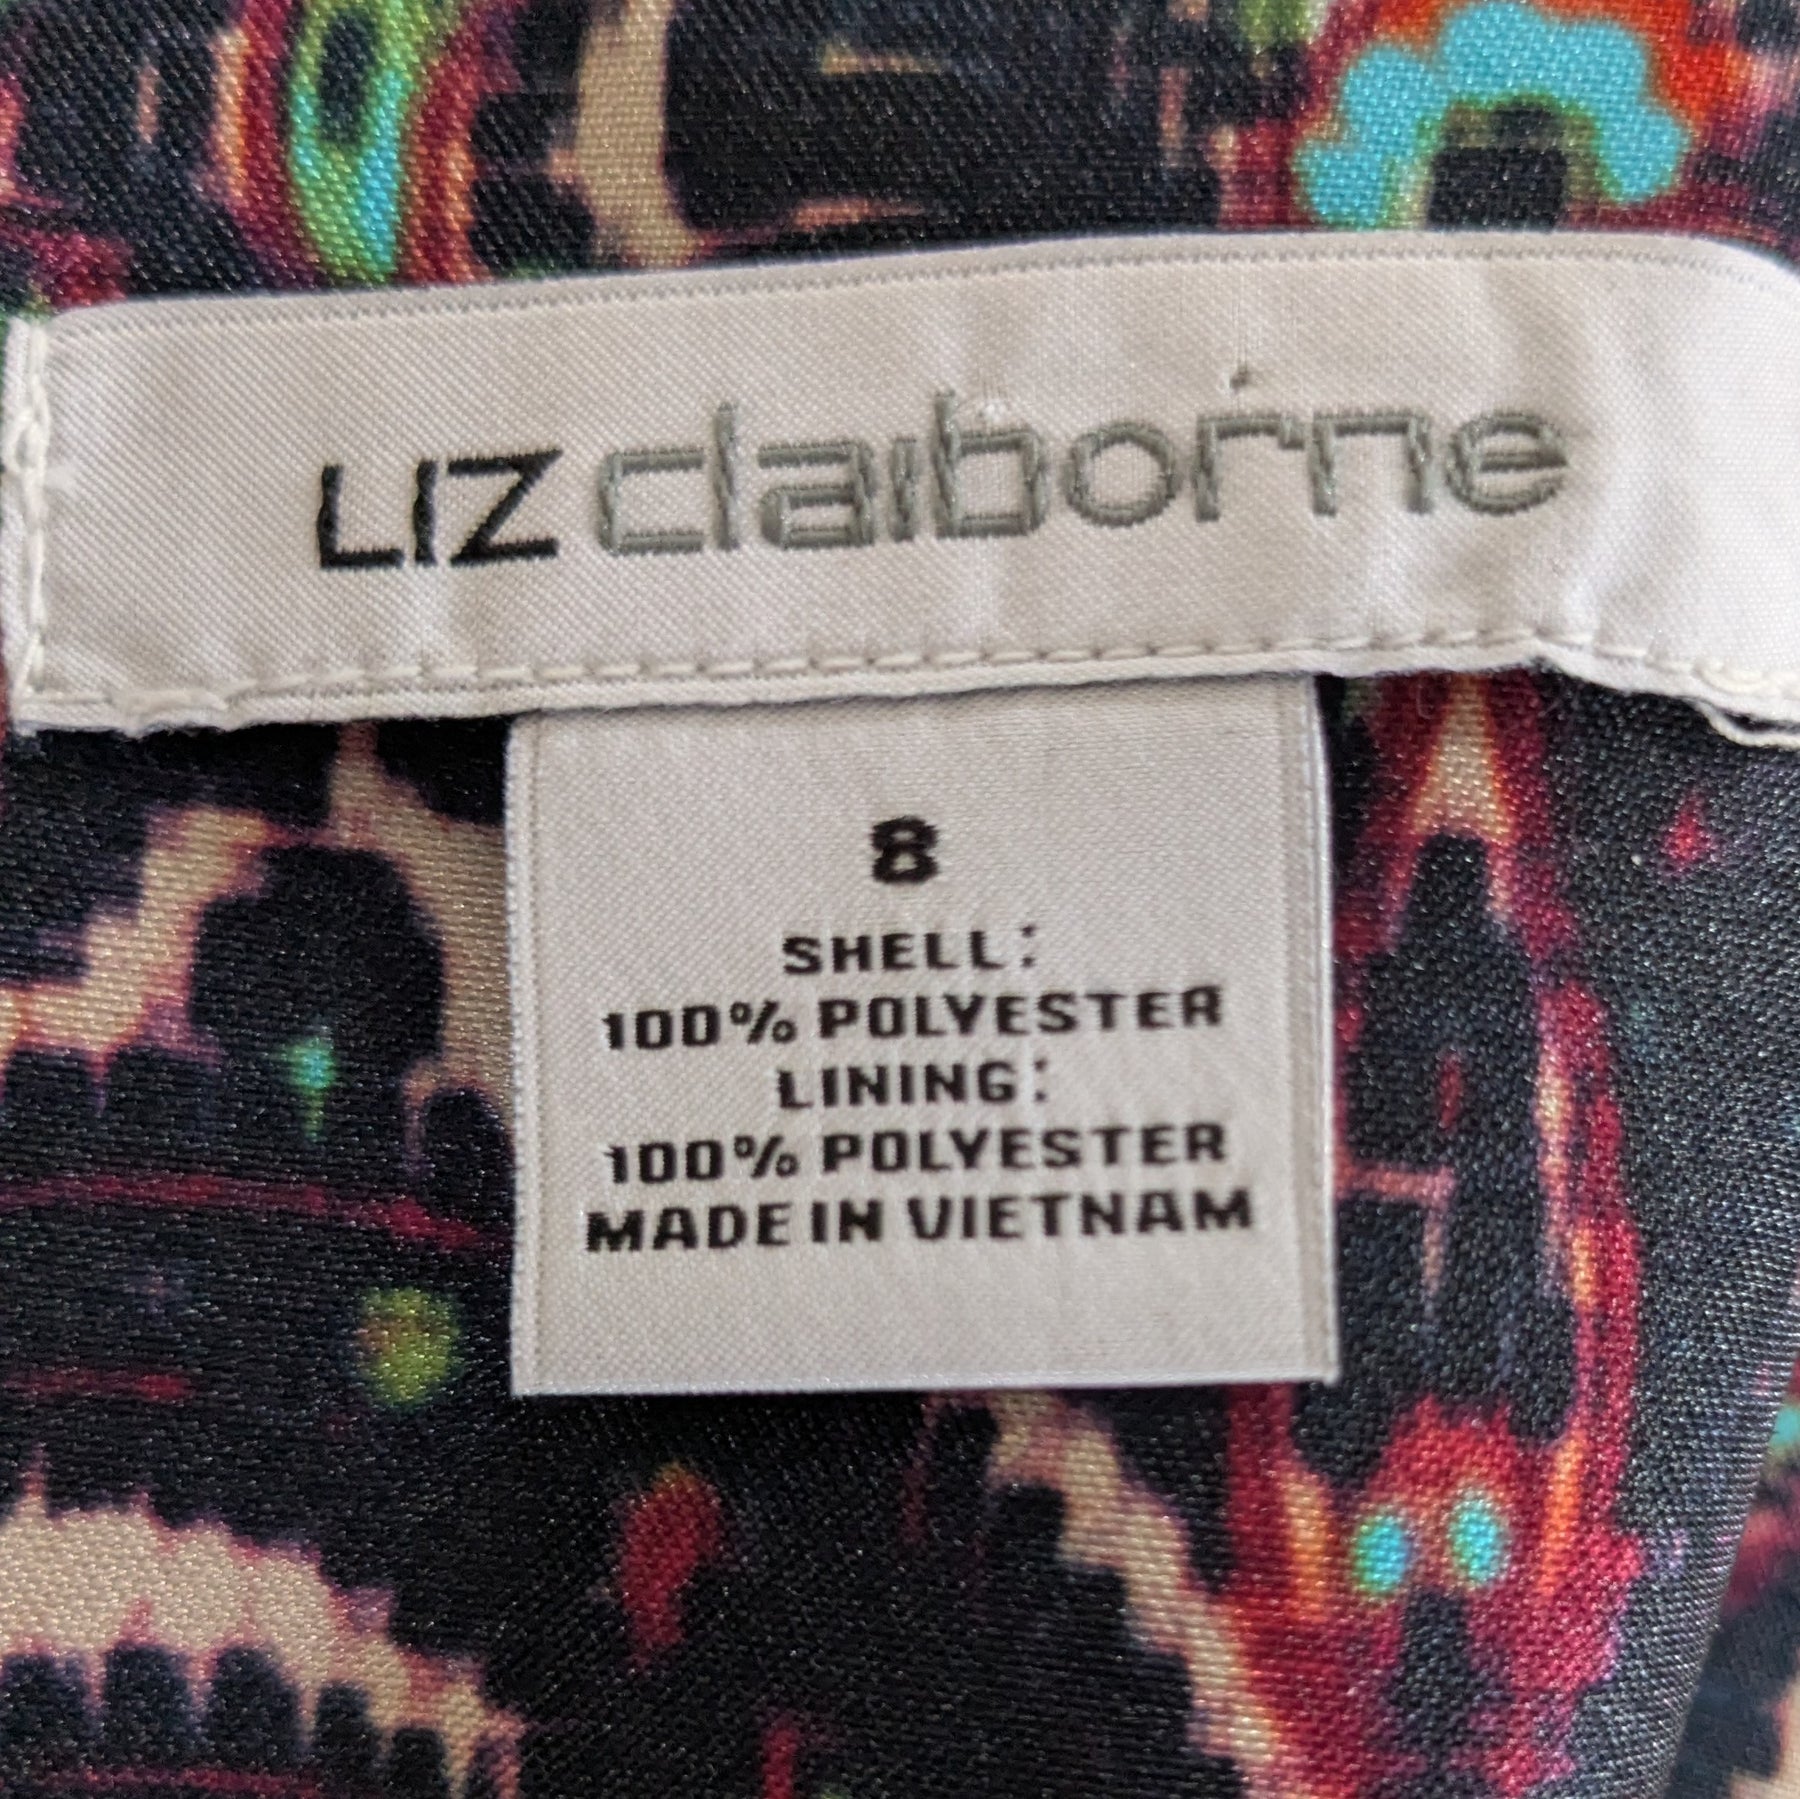 LIZ claiborne
8
SHELL:
100% POLYESTER
LINING:
100% POLYESTER
MADE IN VIETNAM